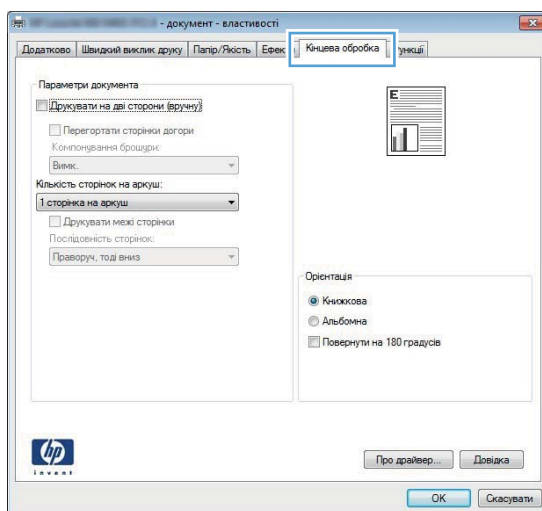 - документ - властивості
Додатково Швидкий виклик друку Папір/Якість Кінцева обробка
Параметри документа
Друкувати на дві сторони (вручну)
Перегортати сторінки догори
Компонування брошури:
Вимк.
Кількість сторінок на аркуш:
1 сторінка на аркуш
Друкувати межі сторінки
Послідовність сторінок:
Праворуч, тоді вниз
E
Орієнтація
Книжкова
Альбомна
Повернути на 180 градусів
hp
invent
Про драйвер... Довідка
OK Скасувати